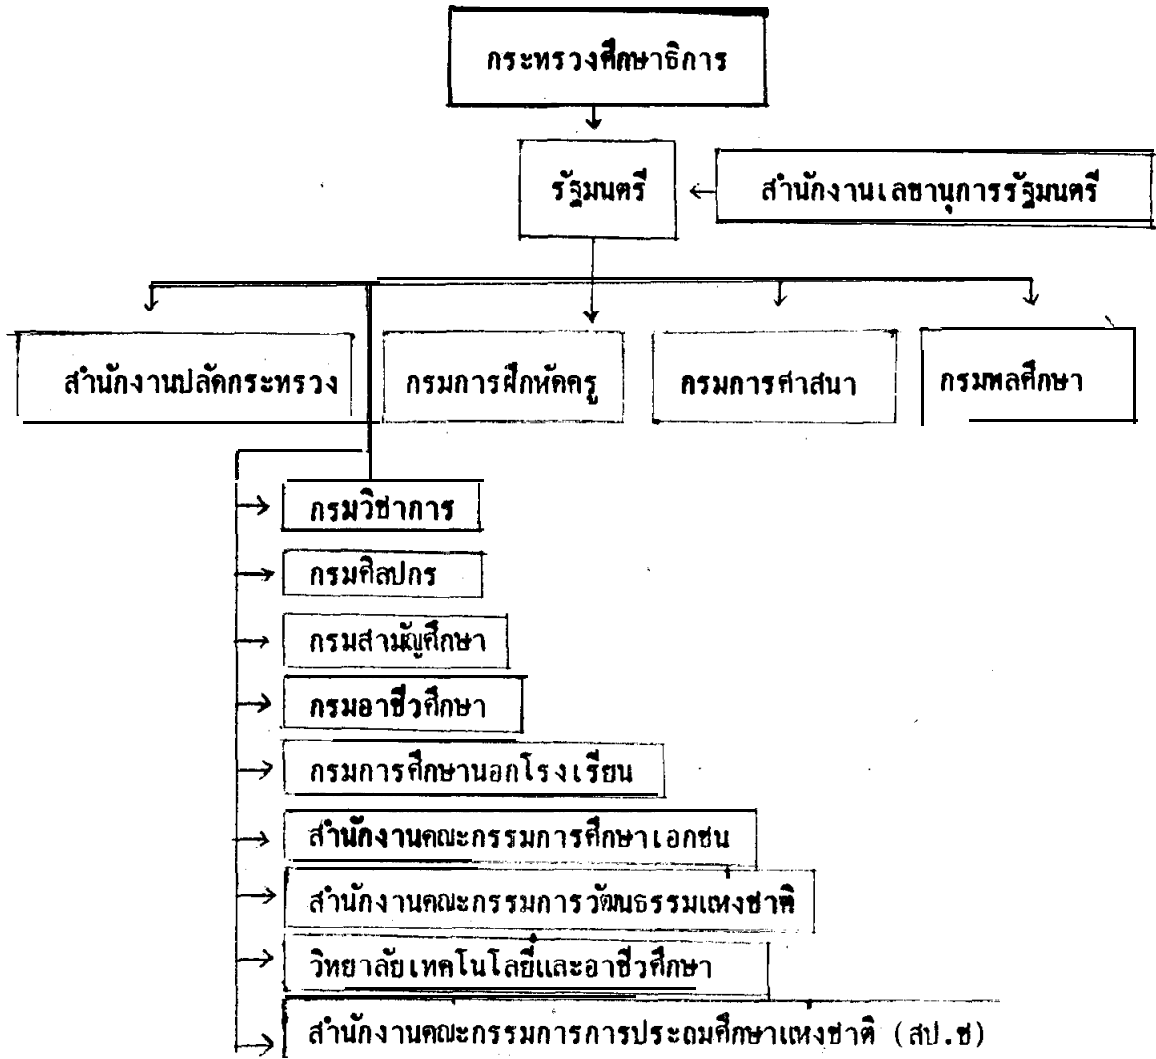 กระทรวงศึกษาธิการ
รัฐมนตรี
สำนักงานเลขานุการรัฐมนตรี
สำนักงานปลัดกระทรวง
กรมการฝึกหัดครู
กรมการศาสนา
กรมพลศึกษา
กรมวิชาการ
กรมศิลปกร
กรมสามัญศึกษา
กรมอาชีวศึกษา
กรมการศึกษานอกโรงเรียน
สำนักงานคณะกรรมการศึกษาเอกชน
สำนักงานคณะกรรมการวัฒนธรรมแห่งชาติ
วิทยาลัยเทคโนโลยี่และอาชีวศึกษา
สำนักงานคณะกรรมการการประถมศึกษาแห่งชาติ (สป.ช)